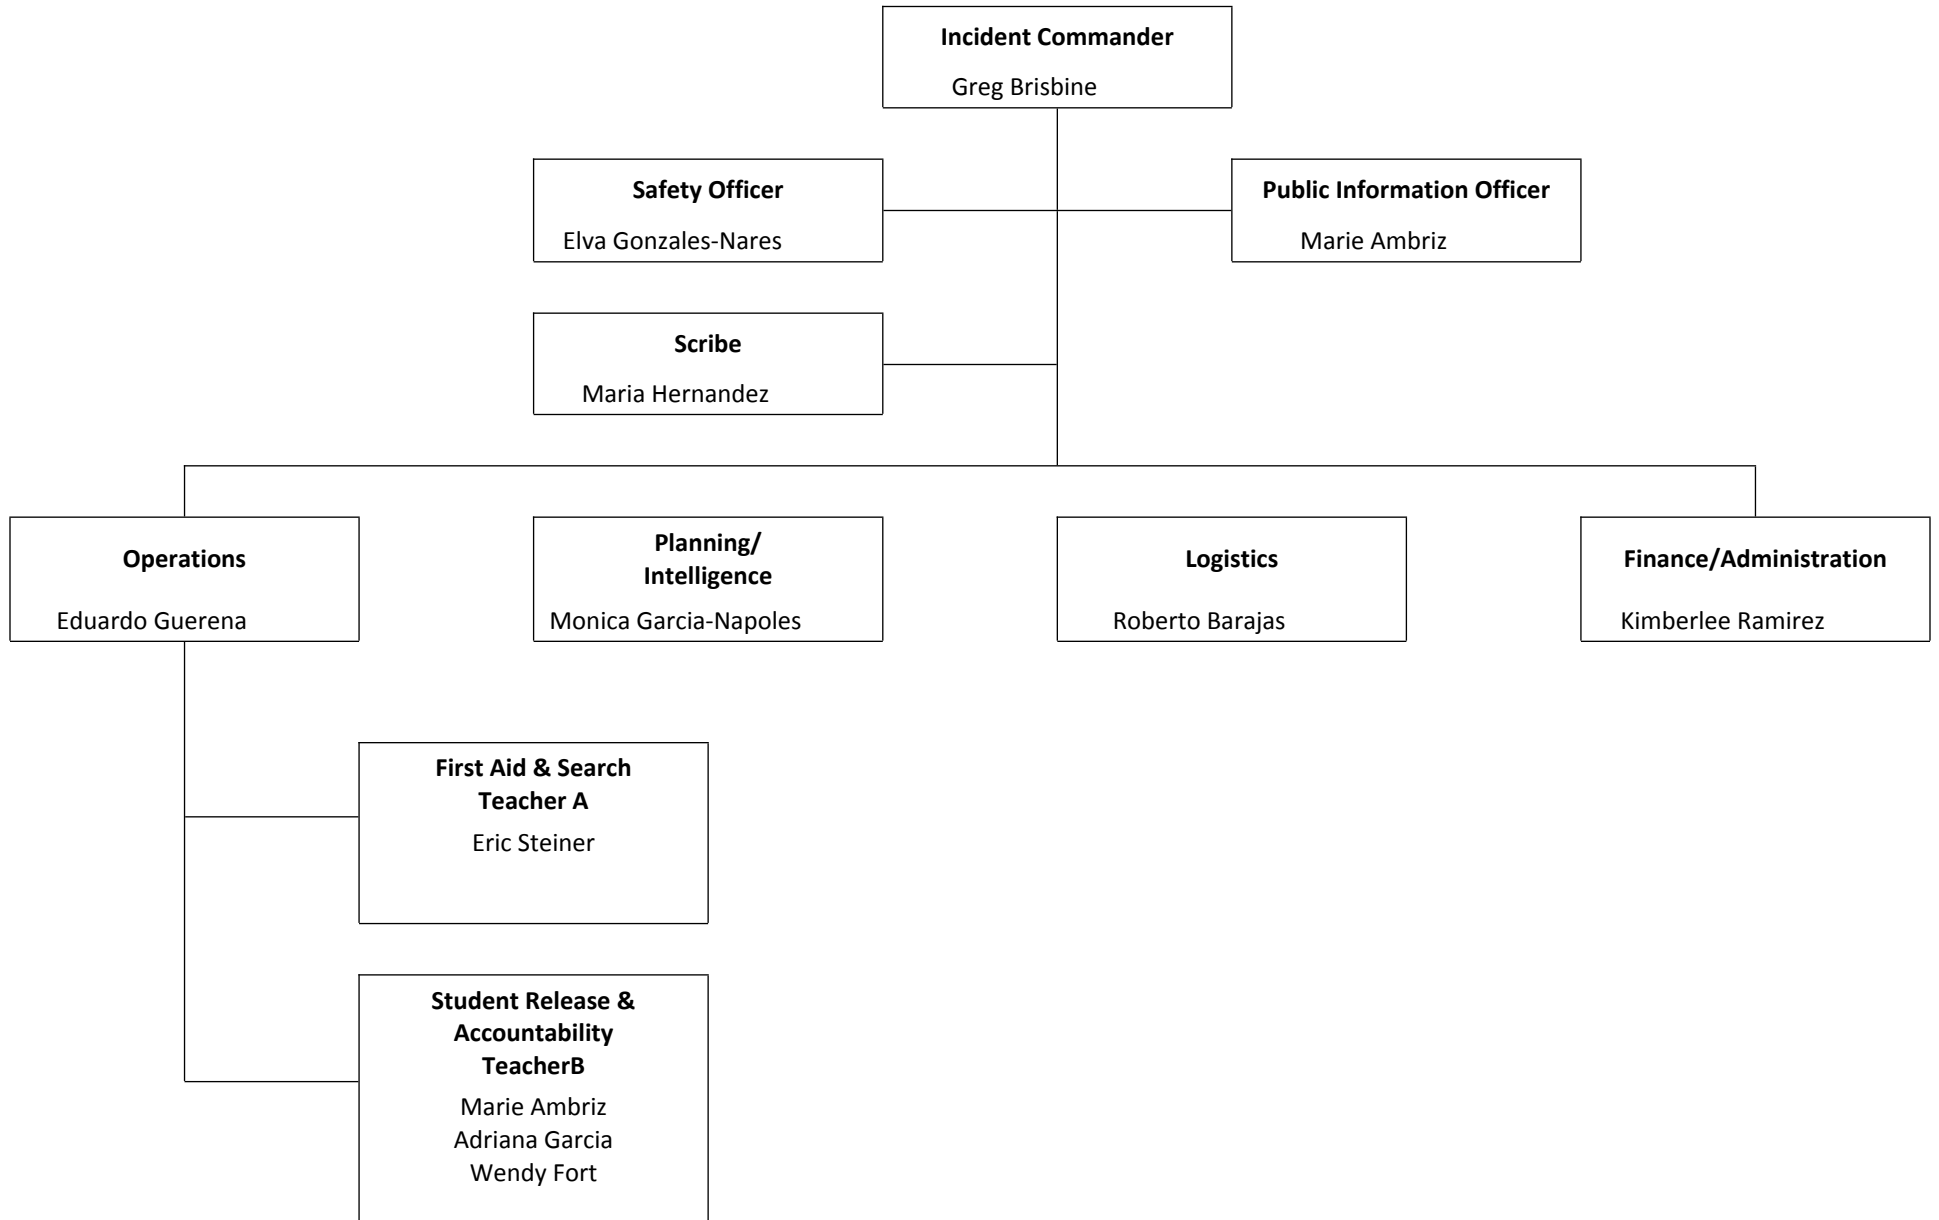 Incident Commander
Greg Brisbine
Safety Officer
Elva Gonzales-Nares
Public Information Officer
Marie Ambriz
Scribe
Maria Hernandez
Operations
Eduardo Guerena
Planning/
Intelligence
Monica Garcia-Napoles
Logistics
Roberto Barajas
Finance/Administration
Kimberlee Ramirez
First Aid & Search
Teacher A
Eric Steiner
Student Release &
Accountability
TeacherB
Marie Ambriz
Adriana Garcia
Wendy Fort